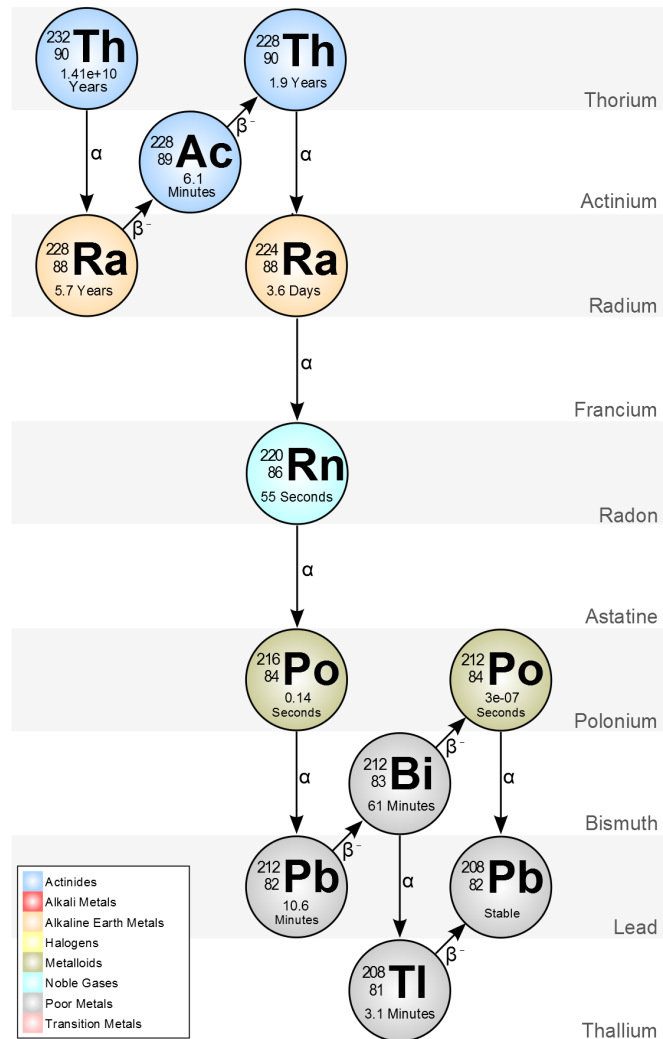 232
90 Th
1.41e+10
Years
228
90 Th
1.9 Years
Thorium
α
β⁻
α
228
89 Ac
6.1
Minutes
Actinium
β⁻
228
88 Ra
5.7 Years
224
88 Ra
3.6 Days
Radium
α
Francium
220
86 Rn
55 Seconds
Radon
α
Astatine
216
84 Po
0.14
Seconds
212
84 Po
3e-07
Seconds
Polonium
α
β⁻
α
212
83 Bi
61 Minutes
Bismuth
β⁻
212
82 Pb
10.6
Minutes
α
208
82 Pb
Stable
Lead
β⁻
208
81 Tl
3.1 Minutes
Thallium
Actinides
Alkali Metals
Alkaline Earth Metals
Halogens
Metalloids
Noble Gases
Poor Metals
Transition Metals